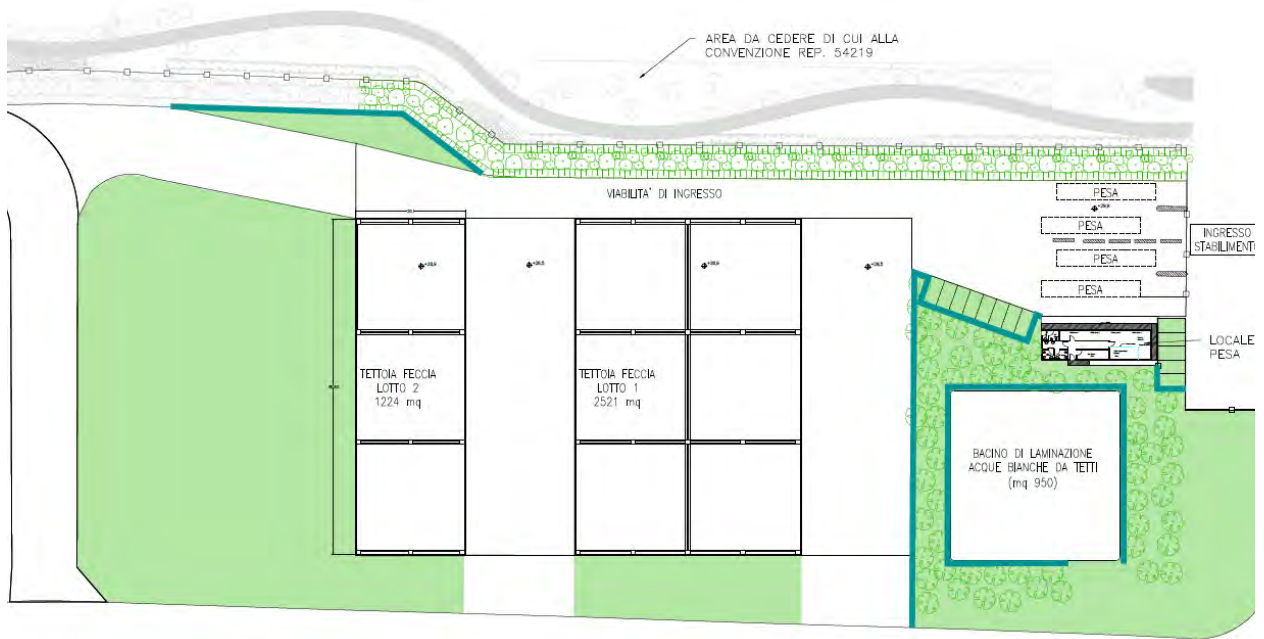 AREA DA CEDERE DI CUI ALLA
CONVENZIONE REP. 54219
VIABILITA' DI INGRESSO
PESA
PESA
PESA
PESA
INGRESSO
STABILIMENTO
LOCALE
PESA
TETTOIA FECCIA
LOTTO 2
1224 mq
TETTOIA FECCIA
LOTTO 1
2521 mq
BACINO DI LAMINAZIONE
ACQUE BIANCHE DA TETTI
(mq 950)